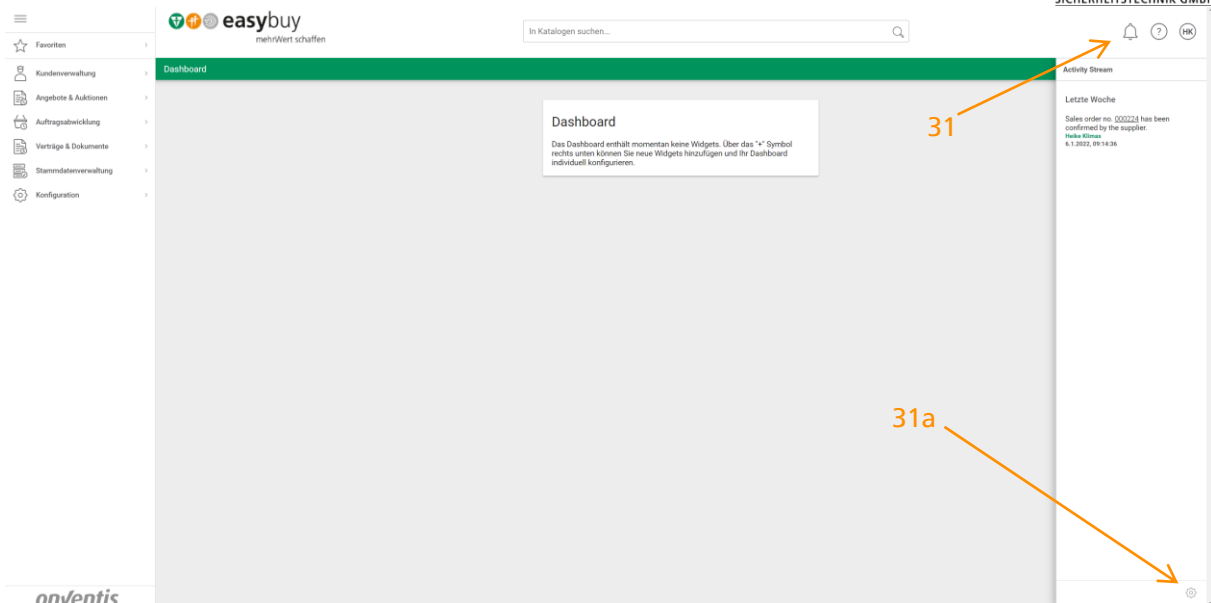 SICHERHEITSTECHNIK GMBH
easybuy
mehrWert schaffen
In Katalogen suchen...
?
HK
Favoriten
Kundenverwaltung
Angebote & Auktionen
Auftragsabwicklung
Verträge & Dokumente
Stammdatenverwaltung
Konfiguration
Dashboard
Dashboard
Das Dashboard enthält momentan keine Widgets. Über das "+" Symbol
rechts unten können Sie neue Widgets hinzufügen und Ihr Dashboard
individuell konfigurieren.
31
Activity Stream
Letzte Woche
Sales order no. 000224 has been
confirmed by the supplier.
Heike Klimas
6.1.2022, 09:14:36
31a
onventis